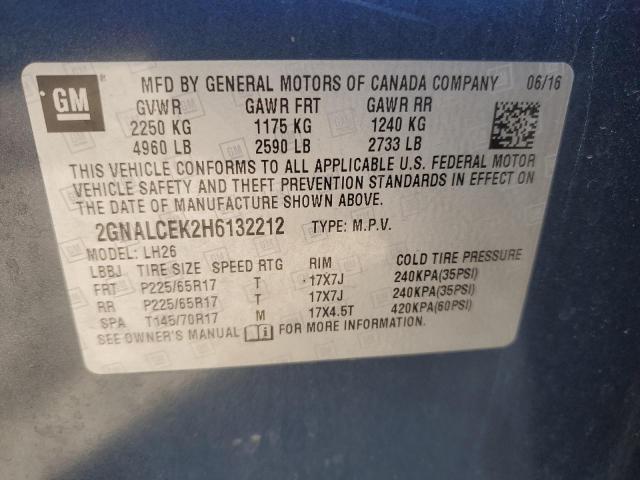 GM
MFD BY GENERAL MOTORS OF CANADA COMPANY 06/16
GVWR GAWR FRT GAWR RR
2250 KG 1175 KG 1240 KG
4960 LB 2590 LB 2733 LB
THIS VEHICLE CONFORMS TO ALL APPLICABLE U.S. FEDERAL MOTOR
VEHICLE SAFETY AND THEFT PREVENTION STANDARDS IN EFFECT ON
THE DATE OF MANUFACTURE SHOWN ABOVE.
2GNALCEK2H6132212 TYPE: M.P.V.
MODEL: LH26
LBBJ TIRE SIZE SPEED RTG RIM COLD TIRE PRESSURE
FRT P225/65R17 T 17X7J 240KPA(35PSI)
RR P225/65R17 T 17X7J 240KPA(35PSI)
SPA T145/70R17 M 17X4.5T 420KPA(60PSI)
SEE OWNER'S MANUAL FOR MORE INFORMATION.